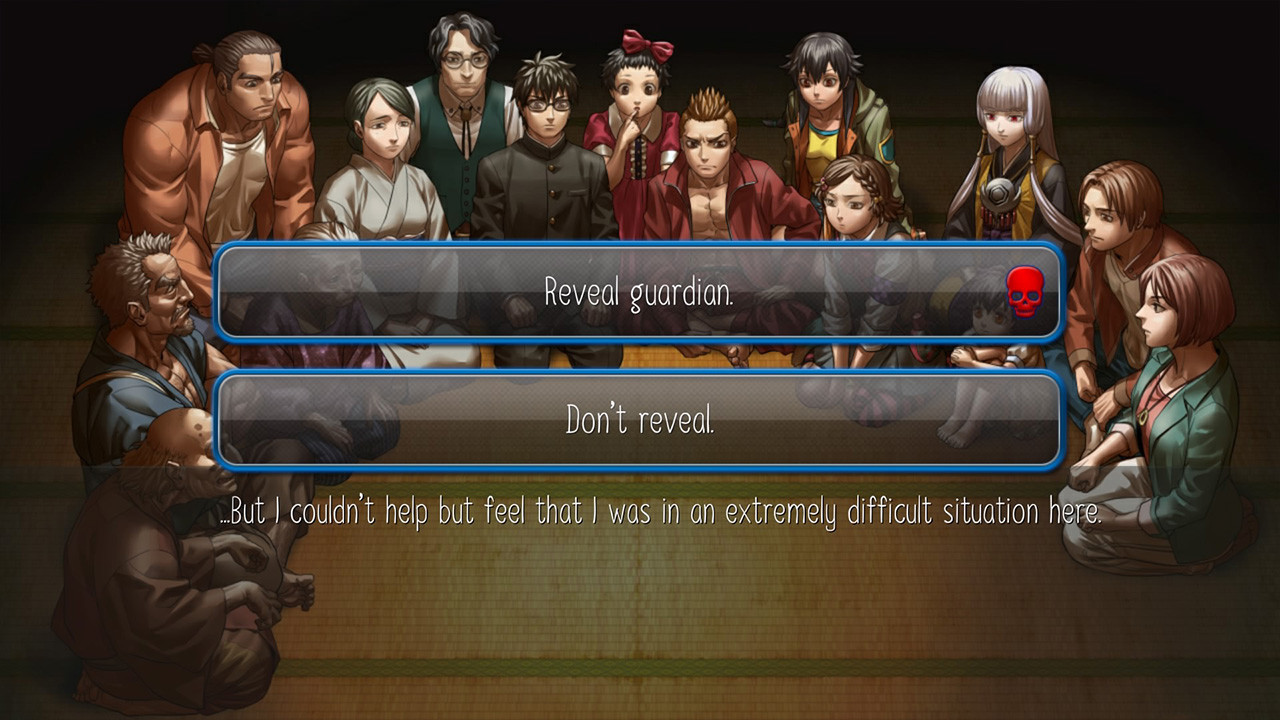 Reveal guardian.
Don't reveal.
...But I couldn't help but feel that I was in an extremely difficult situation here.